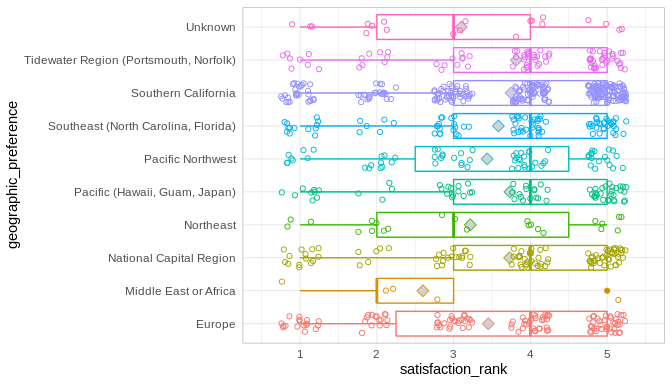 geographic_preference
Unknown
Tidewater Region (Portsmouth, Norfolk)
Southern California
Southeast (North Carolina, Florida)
Pacific Northwest
Pacific (Hawaii, Guam, Japan)
Northeast
National Capital Region
Middle East or Africa
Europe
1 2 3 4 5
satisfaction_rank